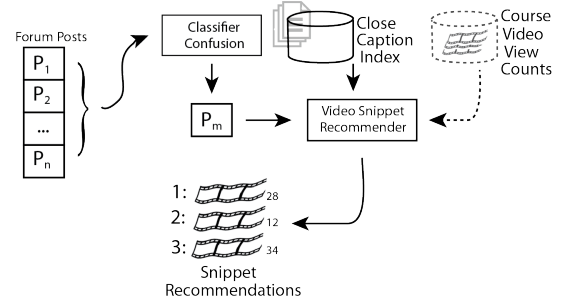 Forum Posts
P1
P2
...
Pn
Classifier
Confusion
Pm
Close
Caption
Index
Course
Video
View
Counts
Video Snippet
Recommender
1: 28
2: 12
3: 34
Snippet
Recommendations